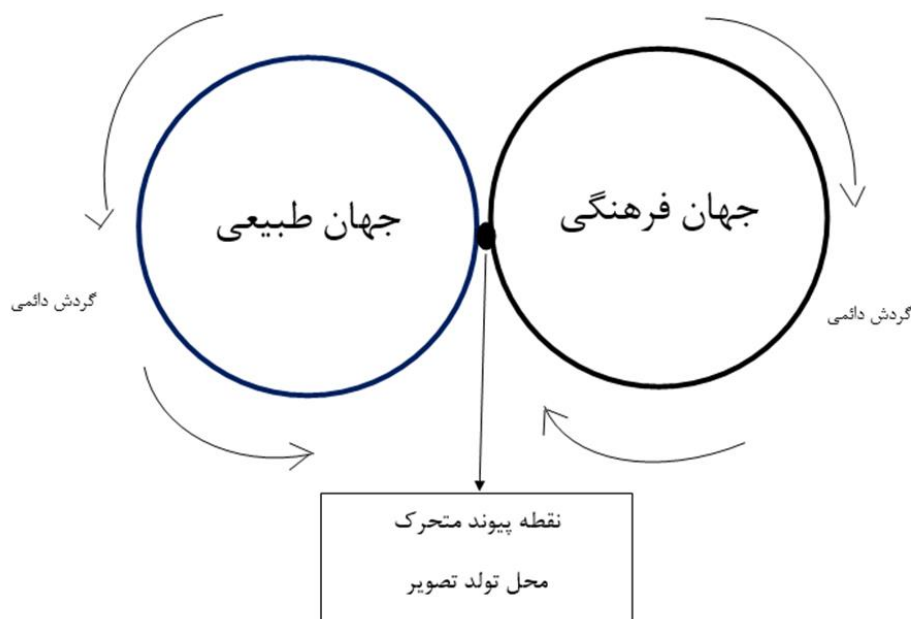 جهان فرهنگی
جهان طبیعی
گردش دائمی
گردش دائمی
نقطه پیوند متحرک
محل تولد تصویر